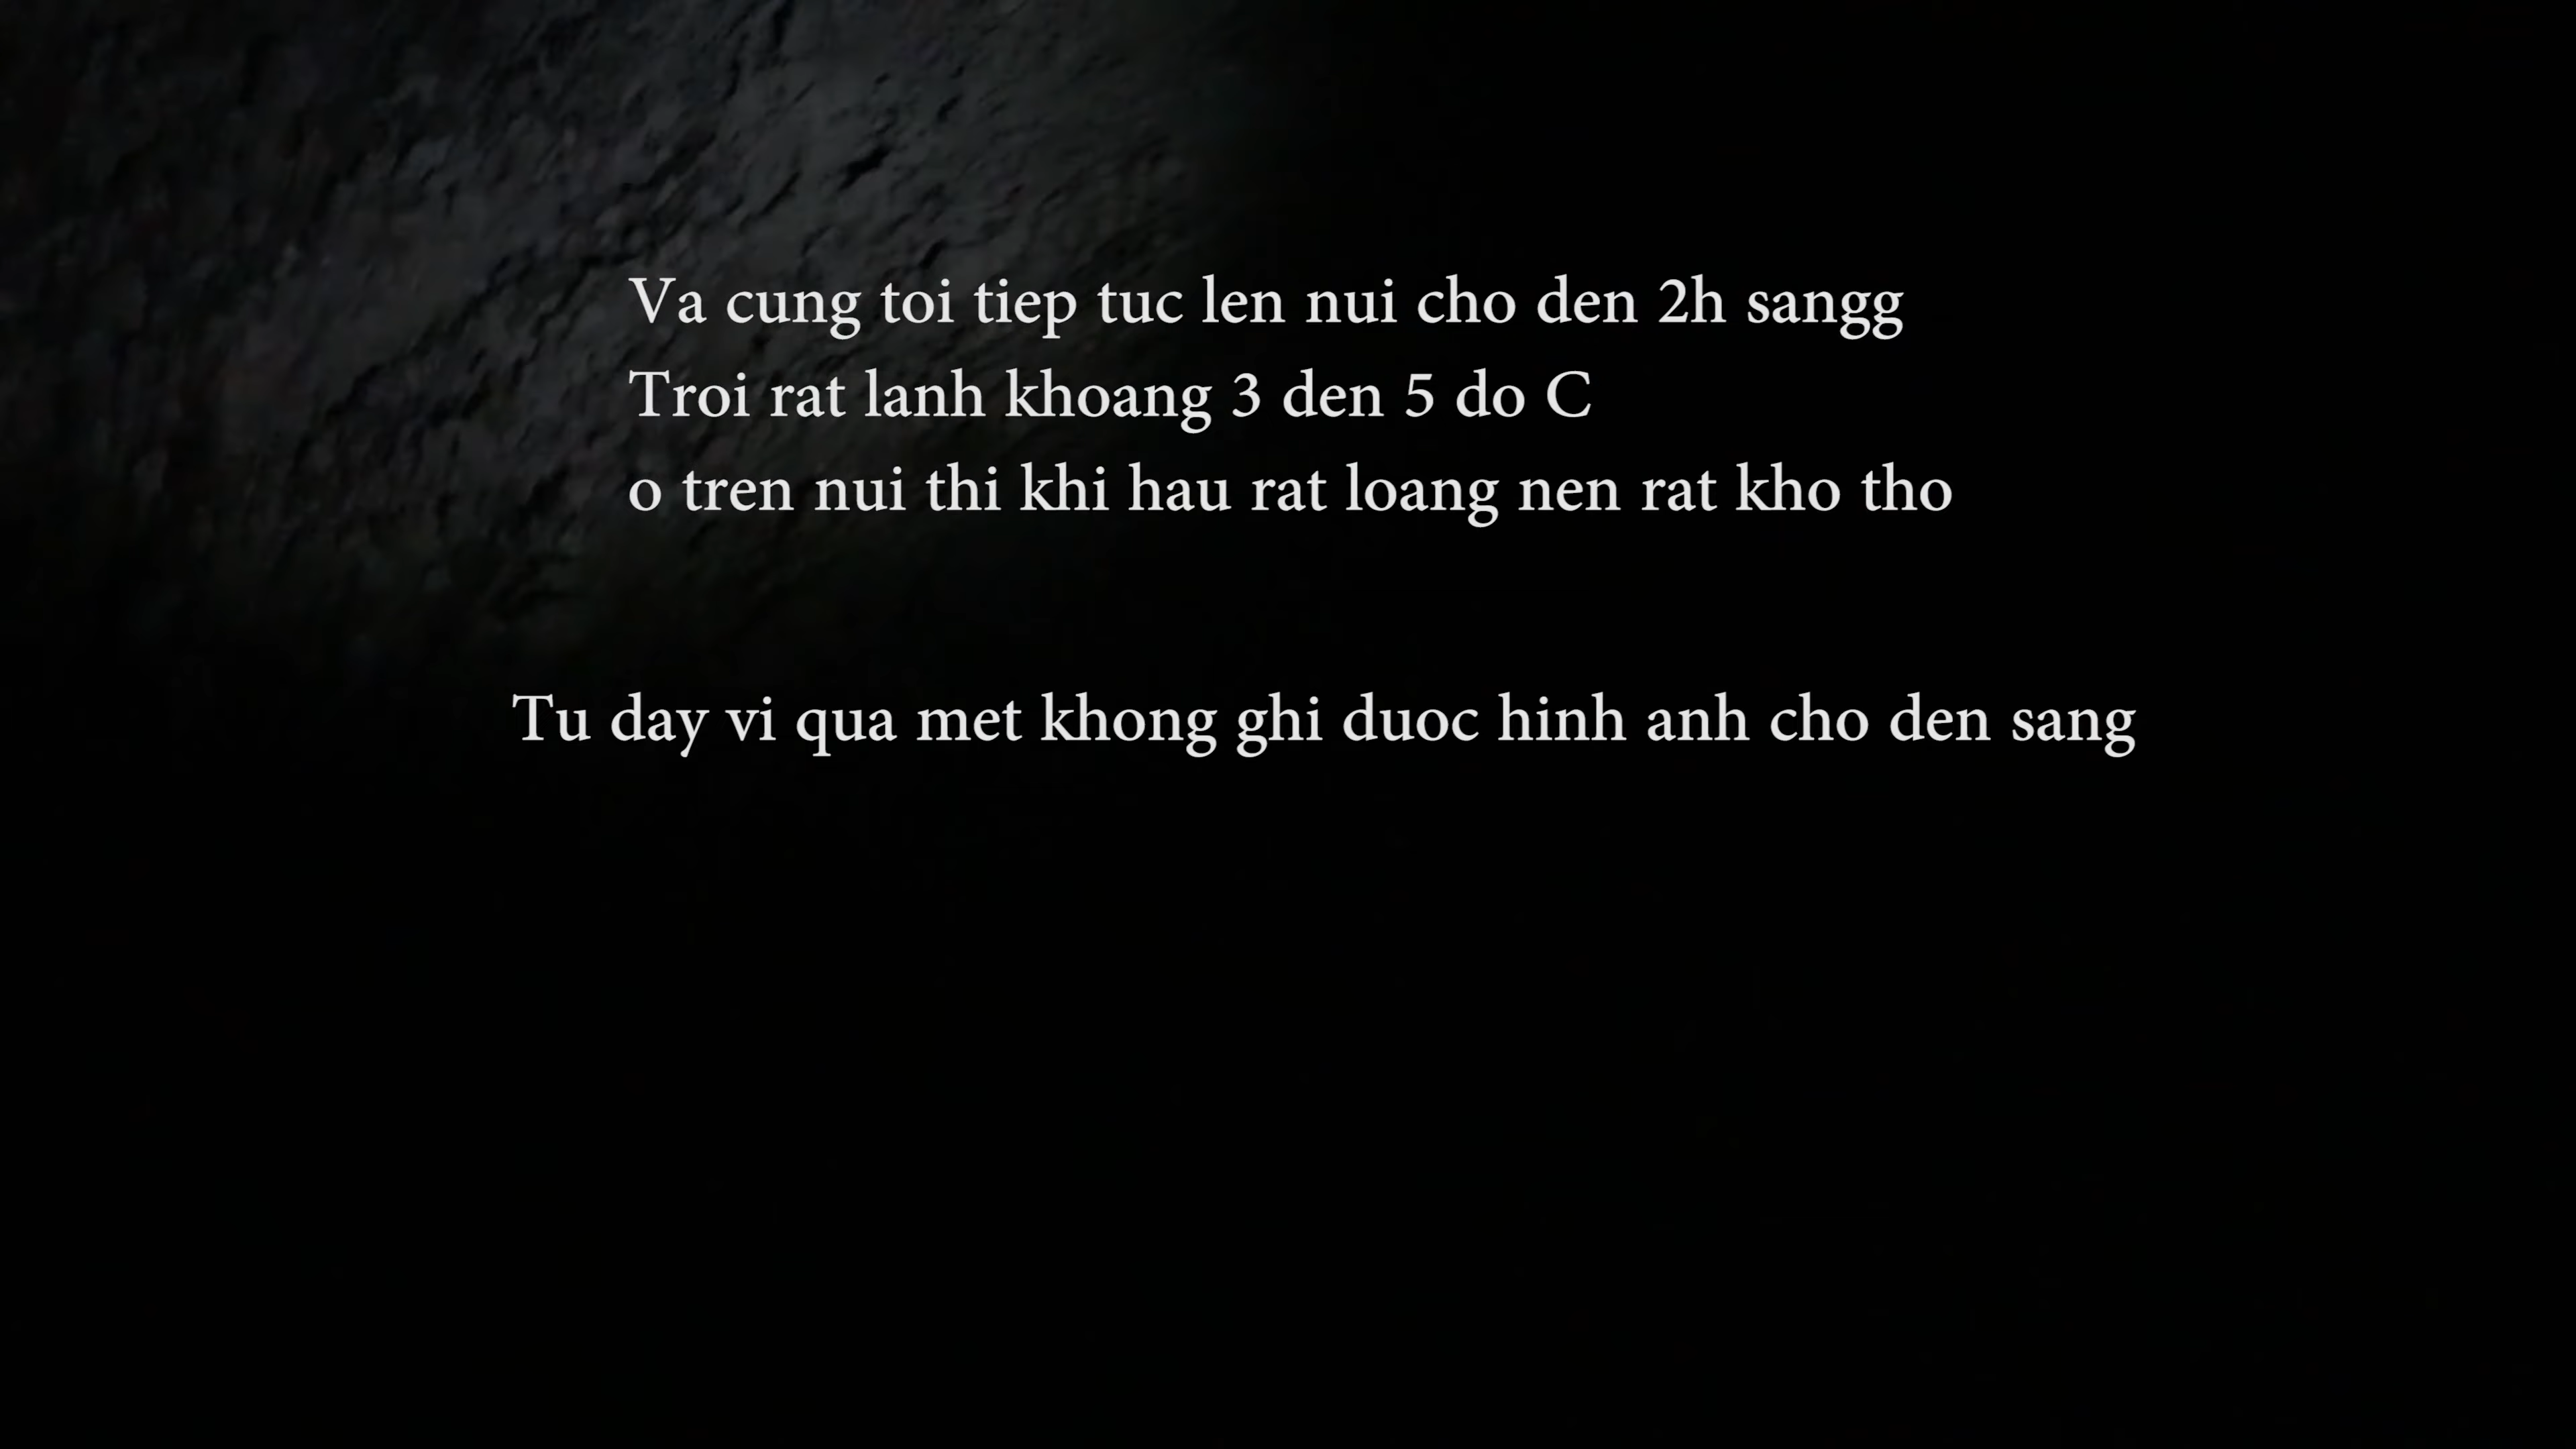 Va cung toi tiep tuc len nui cho den 2h sangg
Troi rat lanh khoang 3 den 5 do C
o tren nui thi khi hau rat loang nen rat kho tho
Tu day vi qua met khong ghi duoc hinh anh cho den sang